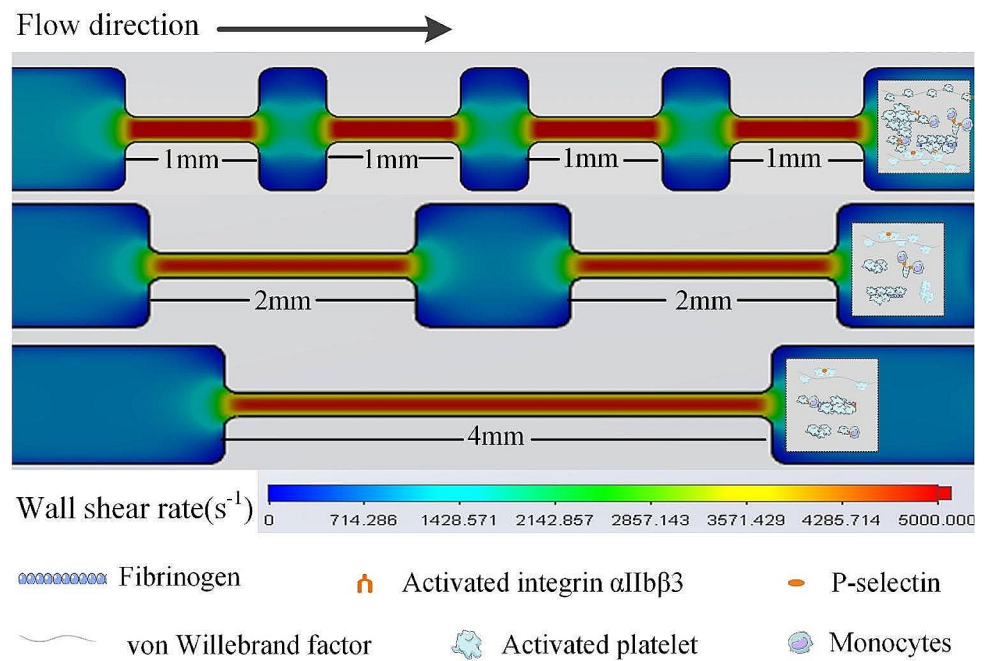 Flow direction
1mm 1mm 1mm 1mm
2mm 2mm
4mm
Wall shear rate(s-1)
0 714.286 1428.571 2142.857 2857.143 3571.429 4285.714 5000.000
Fibrinogen Activated integrin αIIbβ3 P-selectin
von Willebrand factor Activated platelet Monocytes